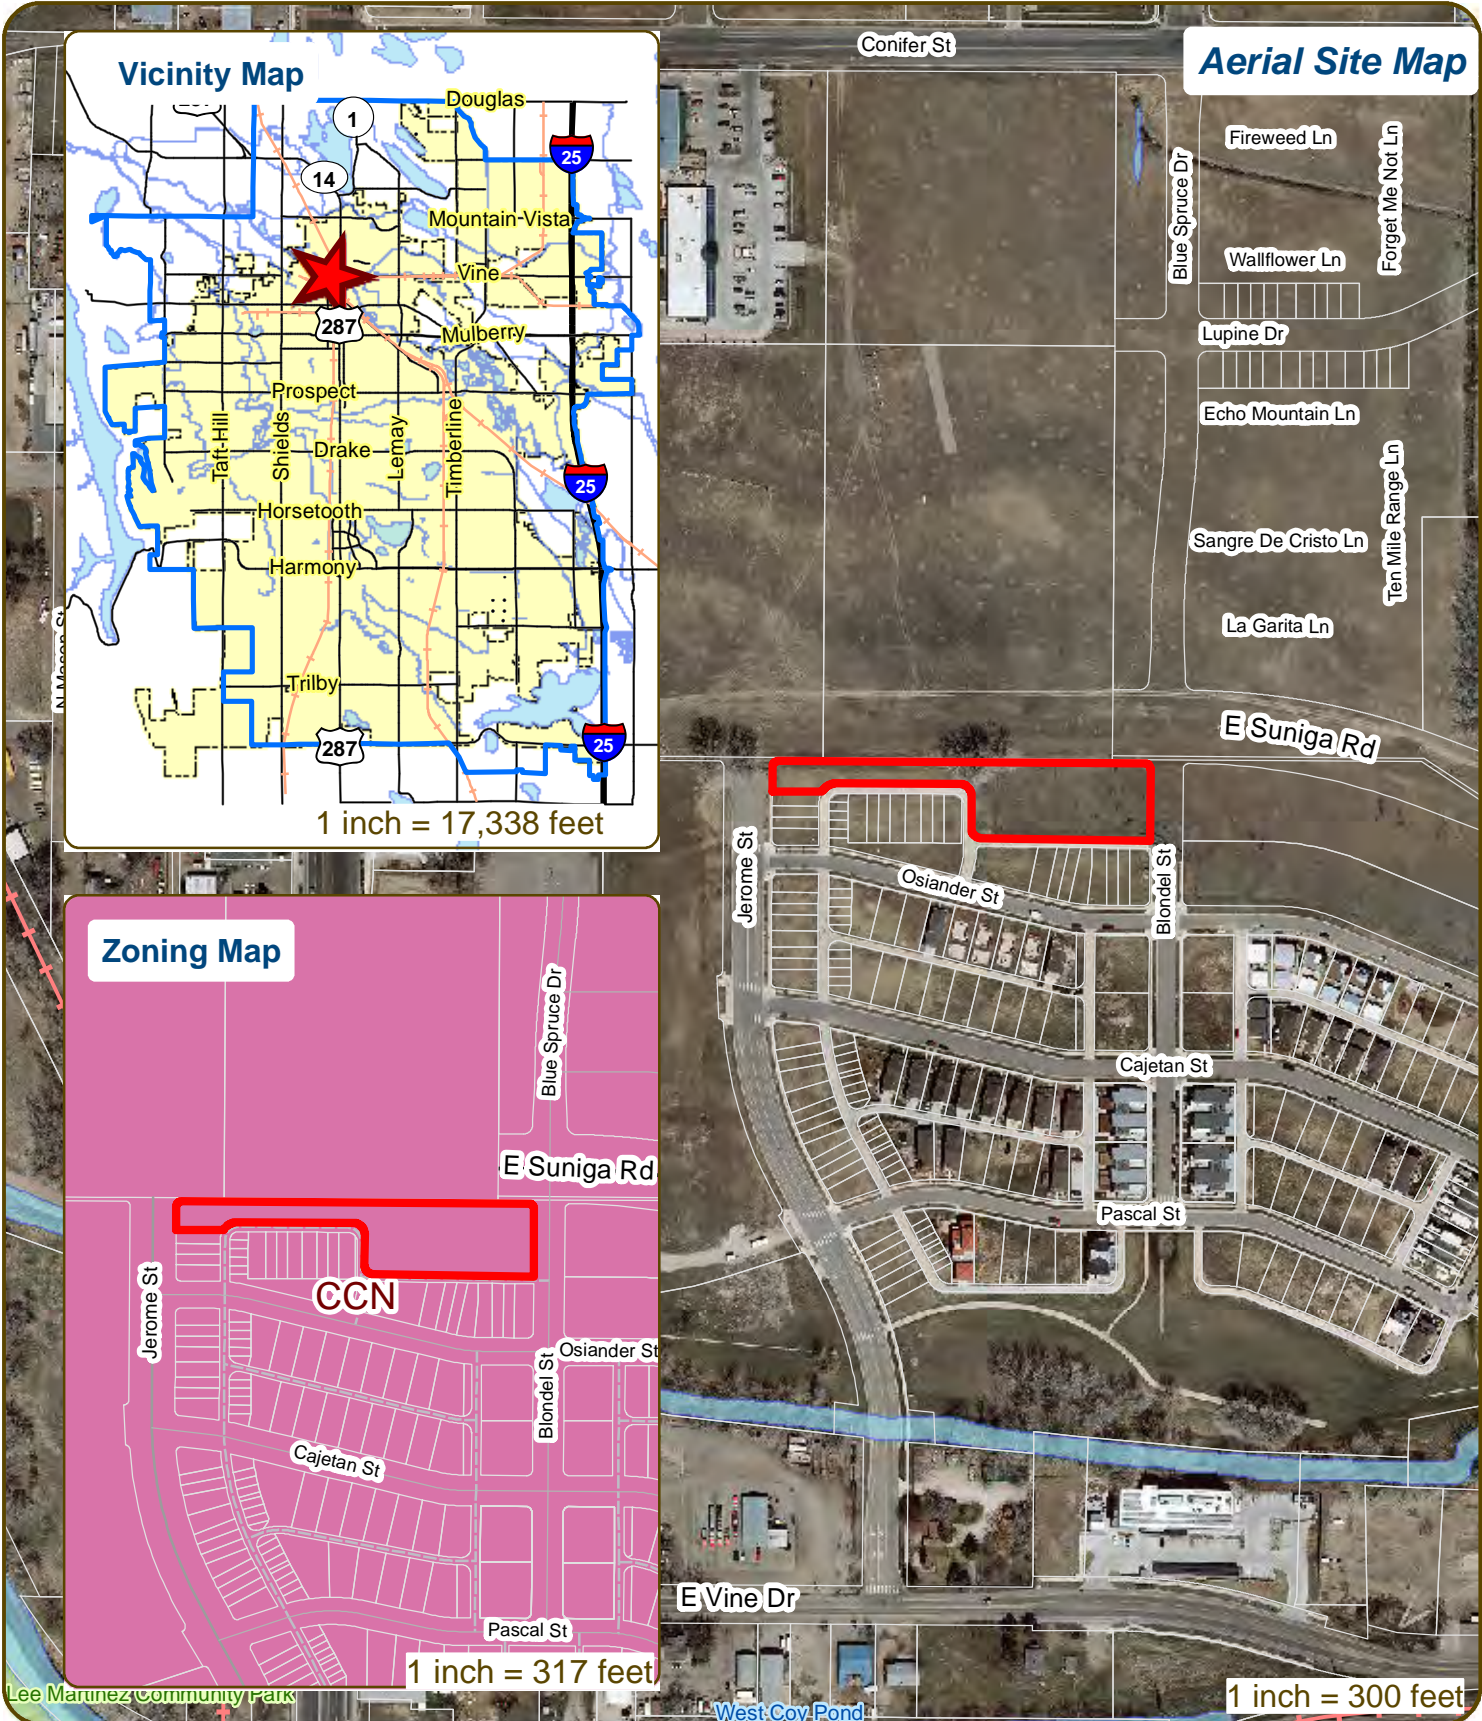 Conifer St
Aerial Site Map
Fireweed Ln
Forget Me Not Ln
Blue Spruce Dr
Wallflower Ln
Lupine Dr
Echo Mountain Ln
Ten Mile Range Ln
Sangre De Cristo Ln
La Garita Ln
E Suniga Rd
Jerome St
Osiander St
Blondel St
Cajetan St
Pascal St
E Vine Dr
West Coy Pond
1 inch = 300 feet
N Mason St
Lee Martinez Community Park
Vicinity Map
Douglas
1
25
14
Mountain Vista
Vine
287
Mulberry
Prospect
Taft-Hill
Shields
Drake
Lemay
Timberline
25
Horsetooth
Harmony
Trilby
287
25
1 inch = 17,338 feet
Zoning Map
Blue Spruce Dr
E Suniga Rd
CCN
Jerome St
Osiander St
Blondel St
Cajetan St
Pascal St
1 inch = 317 feet